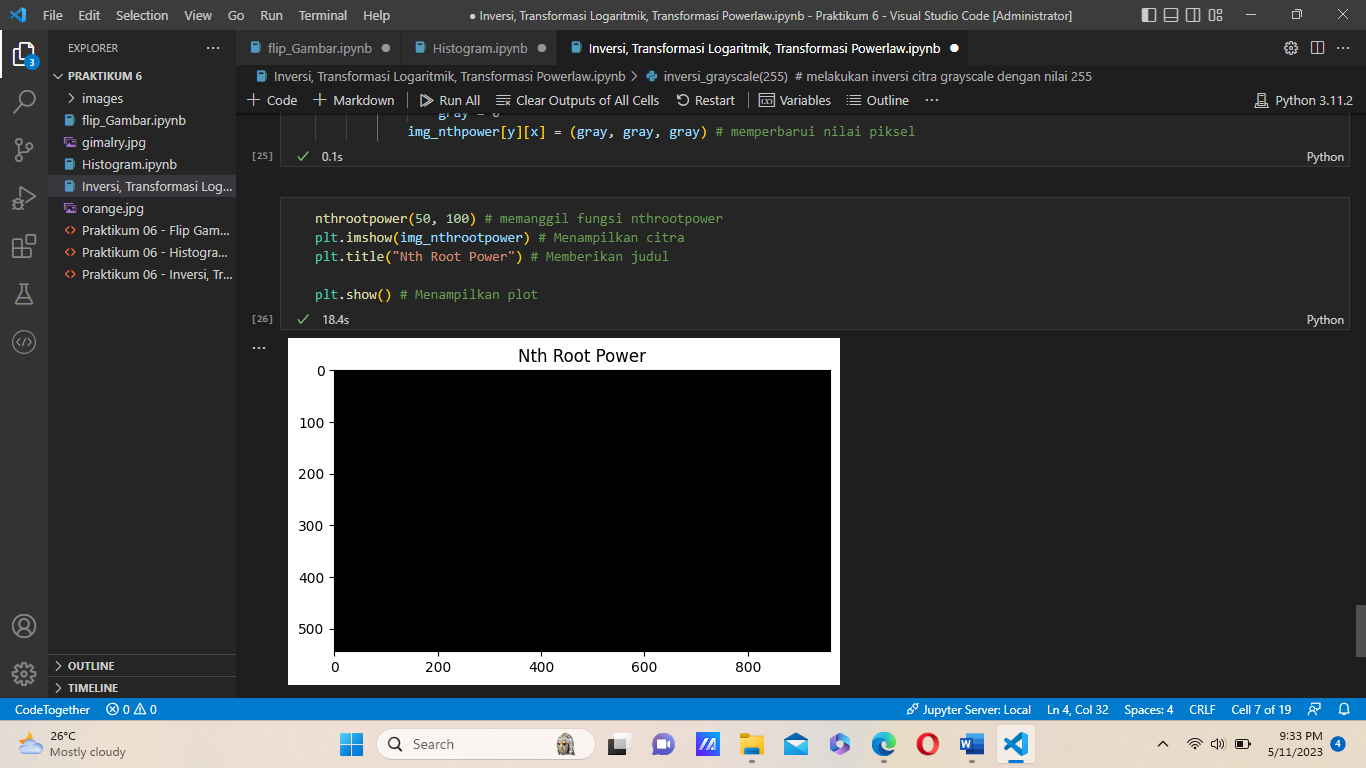 File Edit Selection View Go Run Terminal Help
● Inversi, Transformasi Logaritmik, Transformasi Powerlaw.ipynb - Praktikum 6 - Visual Studio Code [Administrator]
EXPLORER
flip_Gambar.ipynb
Histogram.ipynb
Inversi, Transformasi Logaritmik, Transformasi Powerlaw.ipynb
PRAKTIKUM 6
images
flip_Gambar.ipynb
gimalry.jpg
Histogram.ipynb
Inversi, Transformasi Log...
orange.jpg
Praktikum 06 - Flip Gam...
Praktikum 06 - Histogra...
Praktikum 06 - Inversi, Tr...
OUTLINE
TIMELINE
3
Inversi, Transformasi Logaritmik, Transformasi Powerlaw.ipynb > inversi_grayscale(255) # melakukan inversi citra grayscale dengan nilai 255
+ Code + Markdown Run All Clear Outputs of All Cells Restart Variables Outline ... Python 3.11.2
gray = 0
img_nthpower[y][x] = (gray, gray, gray) # memperbarui nilai piksel
[25] 0.1s Python
nthrootpower(50, 100) # memanggil fungsi nthrootpower
plt.imshow(img_nthrootpower) # Menampilkan citra
plt.title("Nth Root Power") # Memberikan judul
plt.show() # Menampilkan plot
[26] 18.4s Python
Nth Root Power
0
100
200
300
400
500
0 200 400 600 800
CodeTogether 0 0 Jupyter Server: Local Ln 4, Col 32 Spaces: 4 CRLF Cell 7 of 19
26°C
Mostly cloudy
Search
9:33 PM
5/11/2023
4